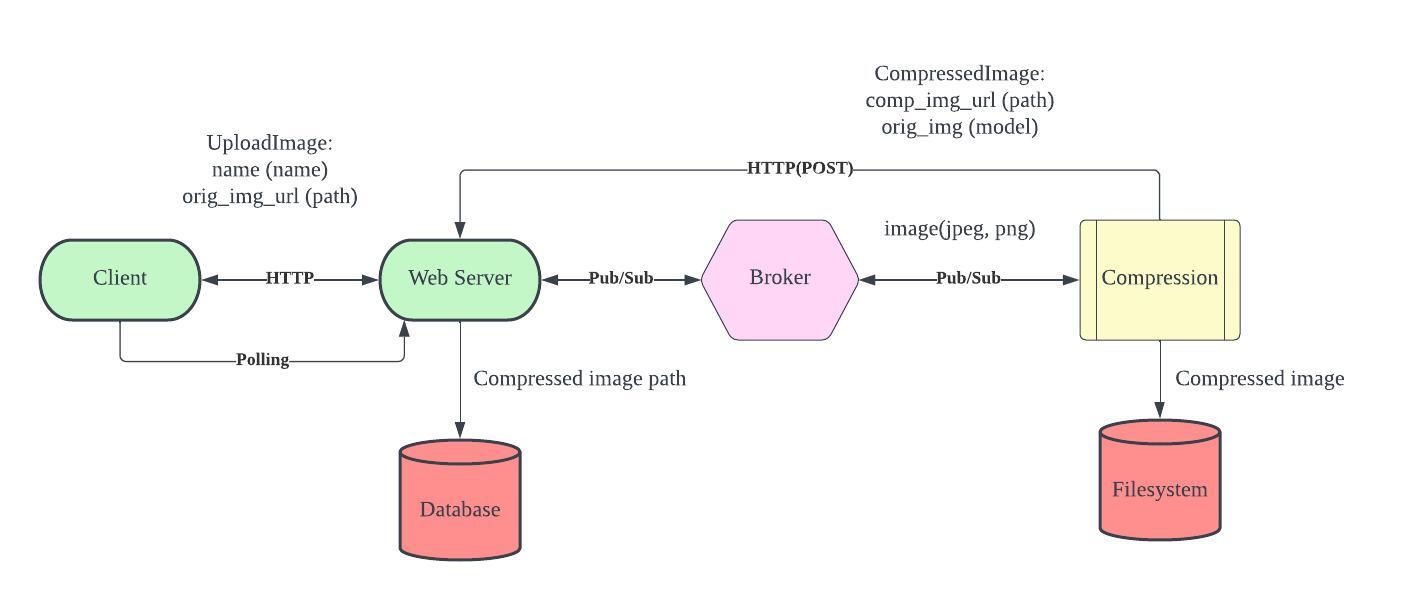 CompressedImage:
comp_img_url (path)
orig_img (model)
UploadImage:
name (name)
orig_img_url (path)
HTTP(POST)
image(jpeg, png)
Client
HTTP
Web Server
Pub/Sub
Broker
Pub/Sub
Compression
Polling
Compressed image path
Compressed image
Database
Filesystem